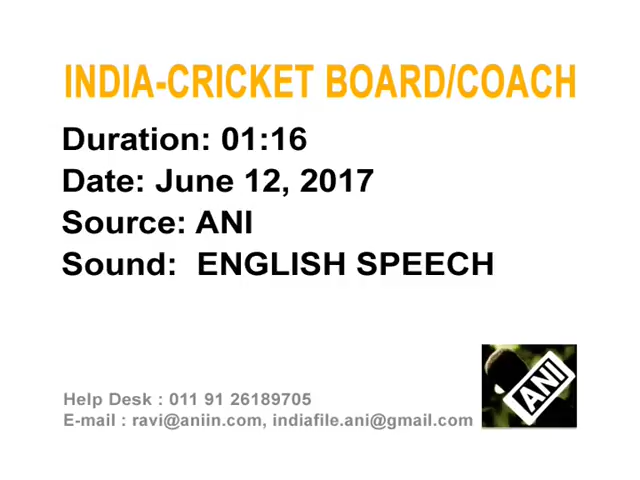 INDIA-CRICKET BOARD/COACH
Duration: 01:16
Date: June 12, 2017
Source: ANI
Sound:  ENGLISH SPEECH
Help Desk : 011 91 26189705
E-mail : ravi@aniin.com, indiafile.ani@gmail.com
ANI